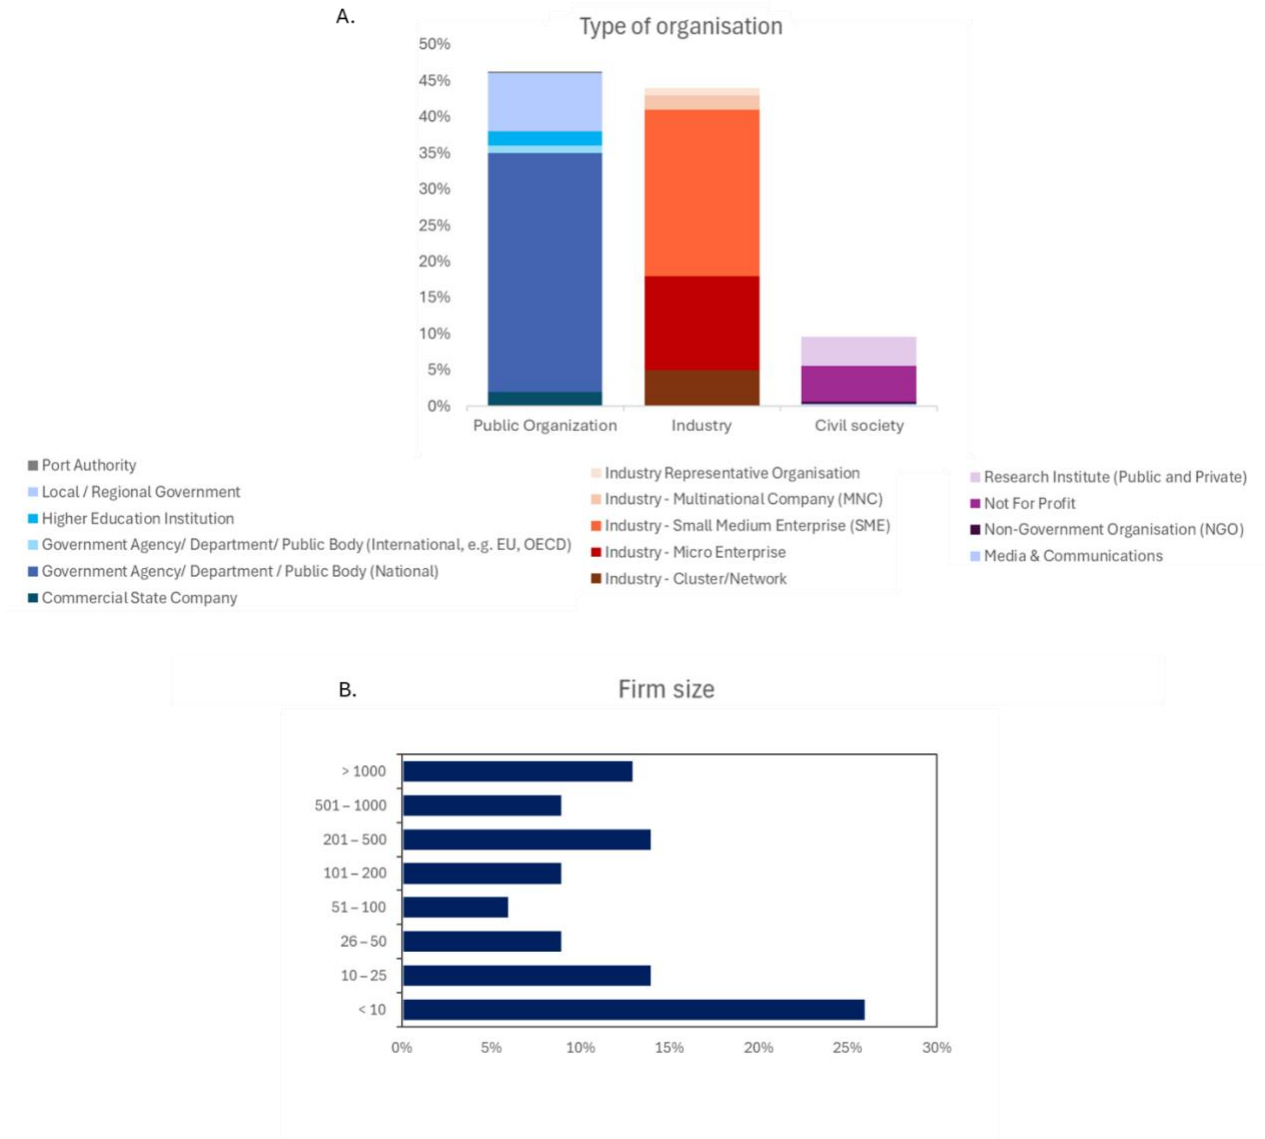 A.
Type of organisation
50%
45%
40%
35%
30%
25%
20%
15%
10%
5%
0%
Public Organization Industry Civil society
Port Authority
Local / Regional Government
Higher Education Institution
Government Agency/ Department/ Public Body (International, e.g. EU, OECD)
Government Agency/ Department / Public Body (National)
Commercial State Company
Industry Representative Organisation
Industry - Multinational Company (MNC)
Industry - Small Medium Enterprise (SME)
Industry - Micro Enterprise
Industry - Cluster/Network
Research Institute (Public and Private)
Not For Profit
Non-Government Organisation (NGO)
Media & Communications
B.
Firm size
> 1000
501 – 1000
201 – 500
101 – 200
51 – 100
26 – 50
10 – 25
< 10
0% 5% 10% 15% 20% 25% 30%